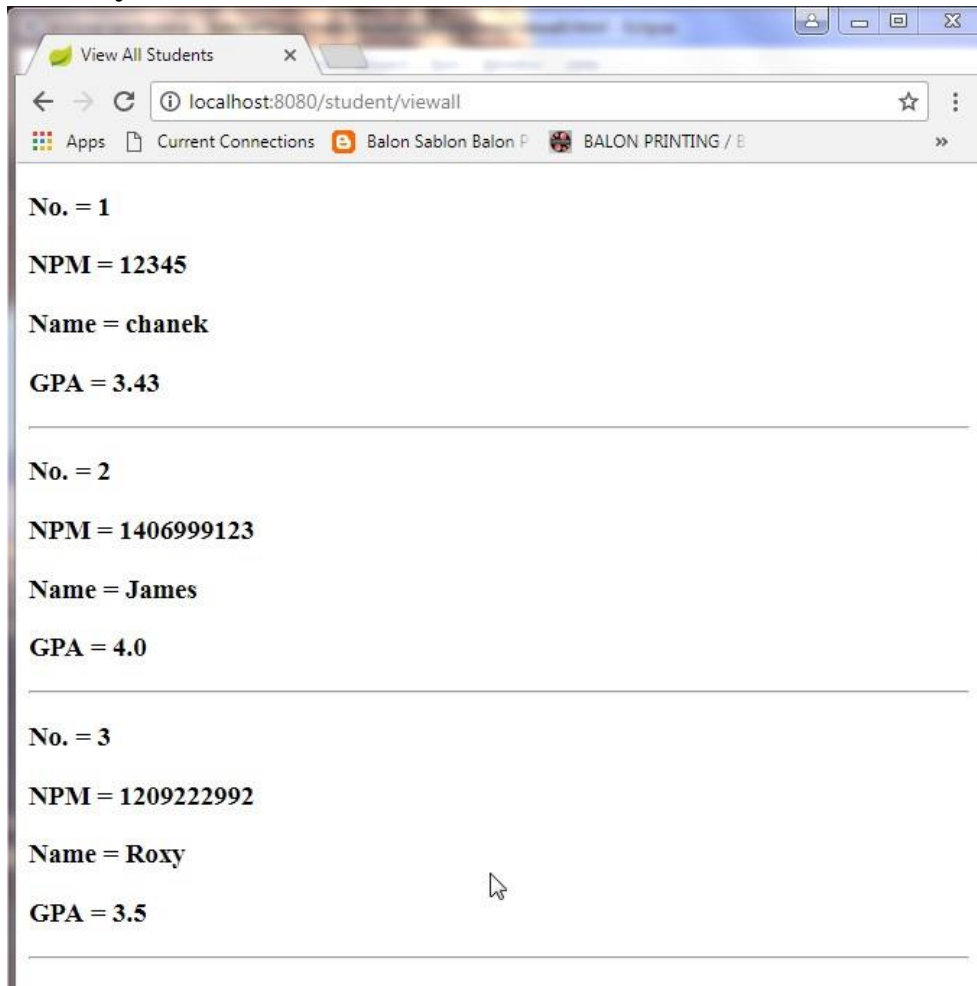 View All Students
localhost:8080/student/viewall
Apps Current Connections Balon Sablon Balon P BALON PRINTING / B
No. = 1
NPM = 12345
Name = chanek
GPA = 3.43
No. = 2
NPM = 1406999123
Name = James
GPA = 4.0
No. = 3
NPM = 1209222992
Name = Roxy
GPA = 3.5